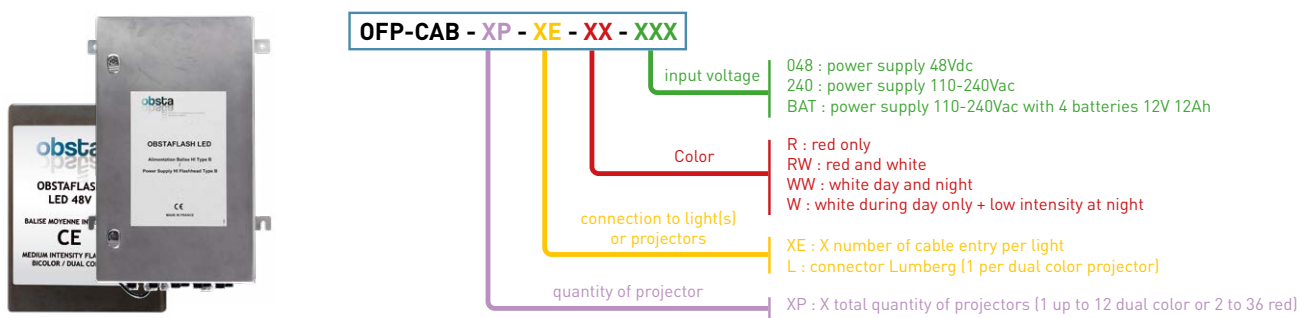 obsta
OBSTAFLAS
LED 48V
BALISE MOYENNE IN
CE
MEDIUM INTENSITY FLA
BICOLOR / DUAL CO
obsta
OBSTAFLASH LED
Alimentation Balise HI Type B
/
Power Supply HI Flashhead Type B
CE
MADE IN FRANCE
OFP-CAB - XP - XE - XX - XXX
input voltage
048 : power supply 48Vdc
240 : power supply 110-240Vac
BAT : power supply 110-240Vac with 4 batteries 12V 12Ah
Color
R : red only
RW : red and white
WW : white day and night
W : white during day only + low intensity at night
connection to light(s)
or projectors
XE : X number of cable entry per light
L : connector Lumberg (1 per dual color projector)
quantity of projector
XP : X total quantity of projectors (1 up to 12 dual color or 2 to 36 red)